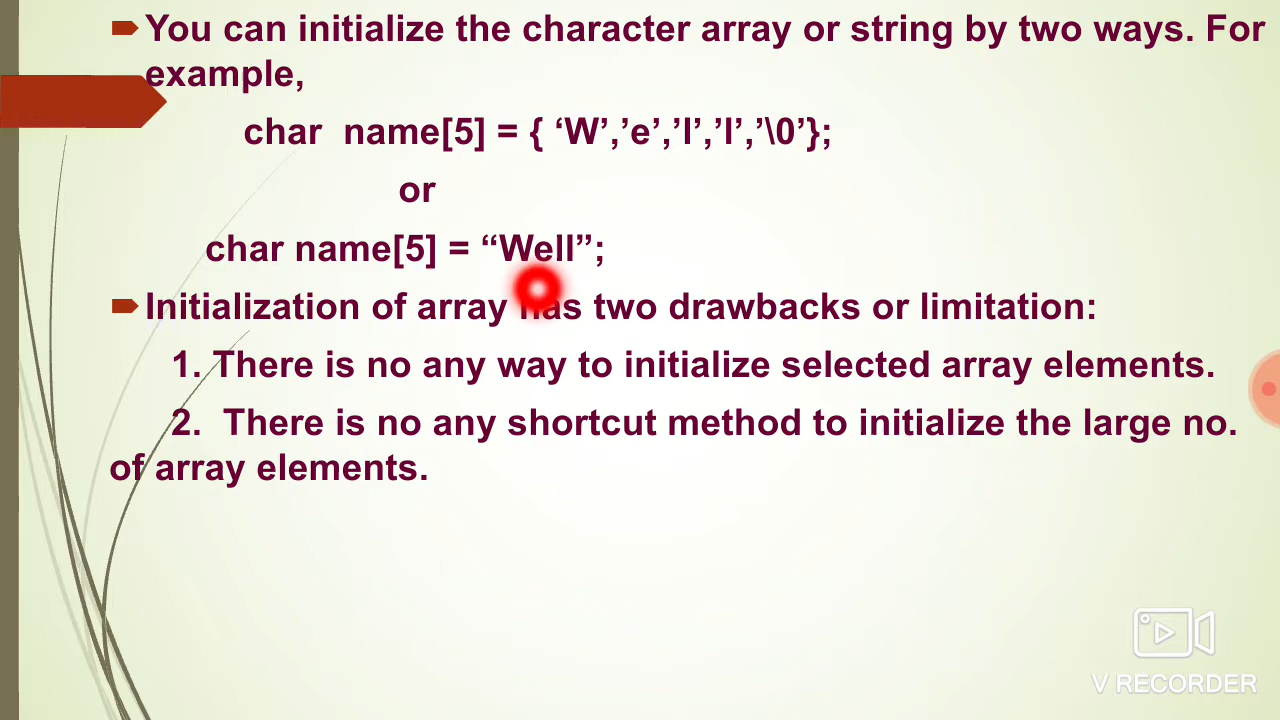 You can initialize the character array or string by two ways. For
example,
char name[5] = { ‘W’,’e’,’l’,’l’,’\0’};
or
char name[5] = “Well”;
Initialization of array has two drawbacks or limitation:
1. There is no any way to initialize selected array elements.
2. There is no any shortcut method to initialize the large no.
of array elements.
V RECORDER